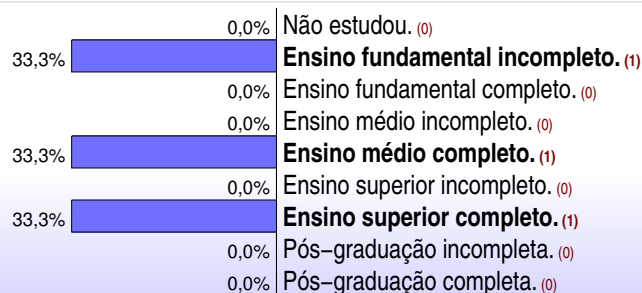 0,0% Não estudou. (0)
33,3% Ensino fundamental incompleto. (1)
0,0% Ensino fundamental completo. (0)
0,0% Ensino médio incompleto. (0)
33,3% Ensino médio completo. (1)
0,0% Ensino superior incompleto. (0)
33,3% Ensino superior completo. (1)
0,0% Pós−graduação incompleta. (0)
0,0% Pós−graduação completa. (0)